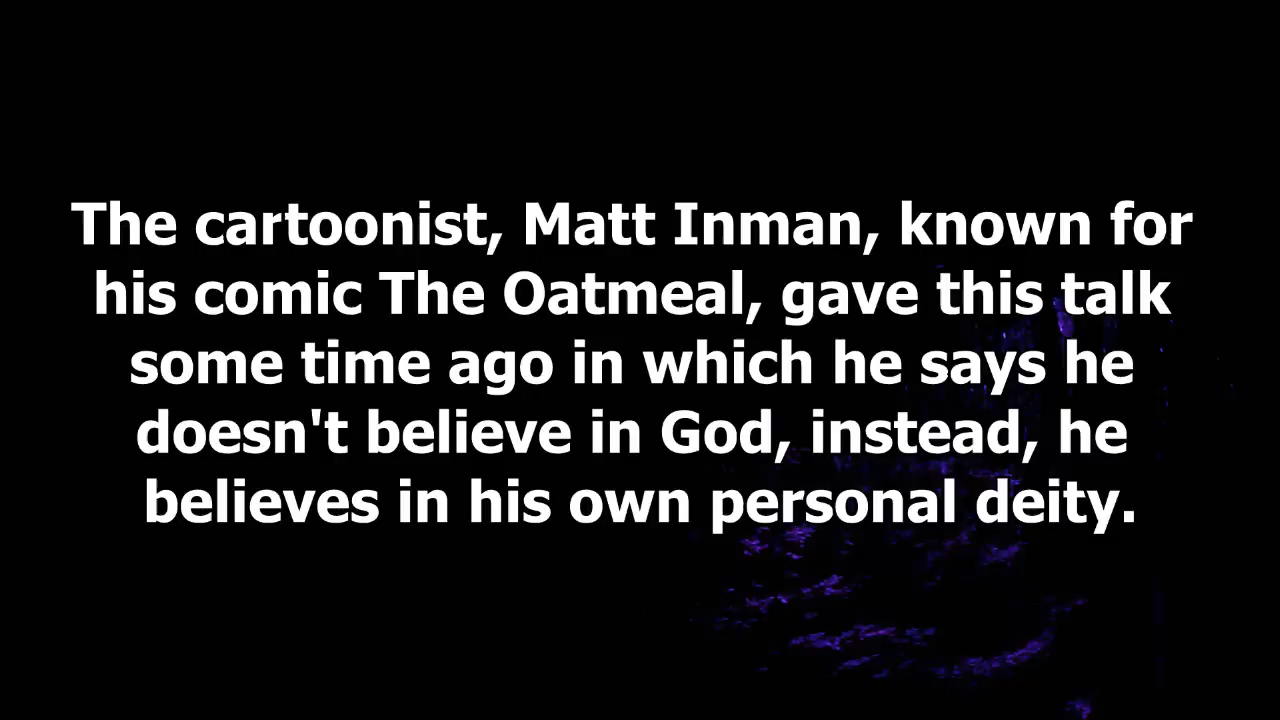 The cartoonist, Matt Inman, known for
his comic The Oatmeal, gave this talk
some time ago in which he says he
doesn't believe in God, instead, he
believes in his own personal deity.